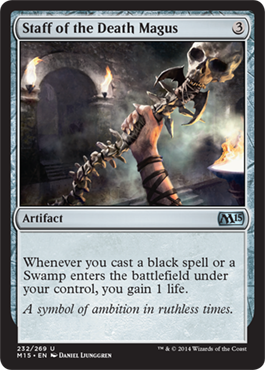 Staff of the Death Magus 3
Artifact M15
Whenever you cast a black spell or a
Swamp enters the battlefield under
your control, you gain 1 life.
A symbol of ambition in ruthless times.
232/269 U
M15 • EN DANIEL LJUNGGREN
™ & © 2014 Wizards of the Coast